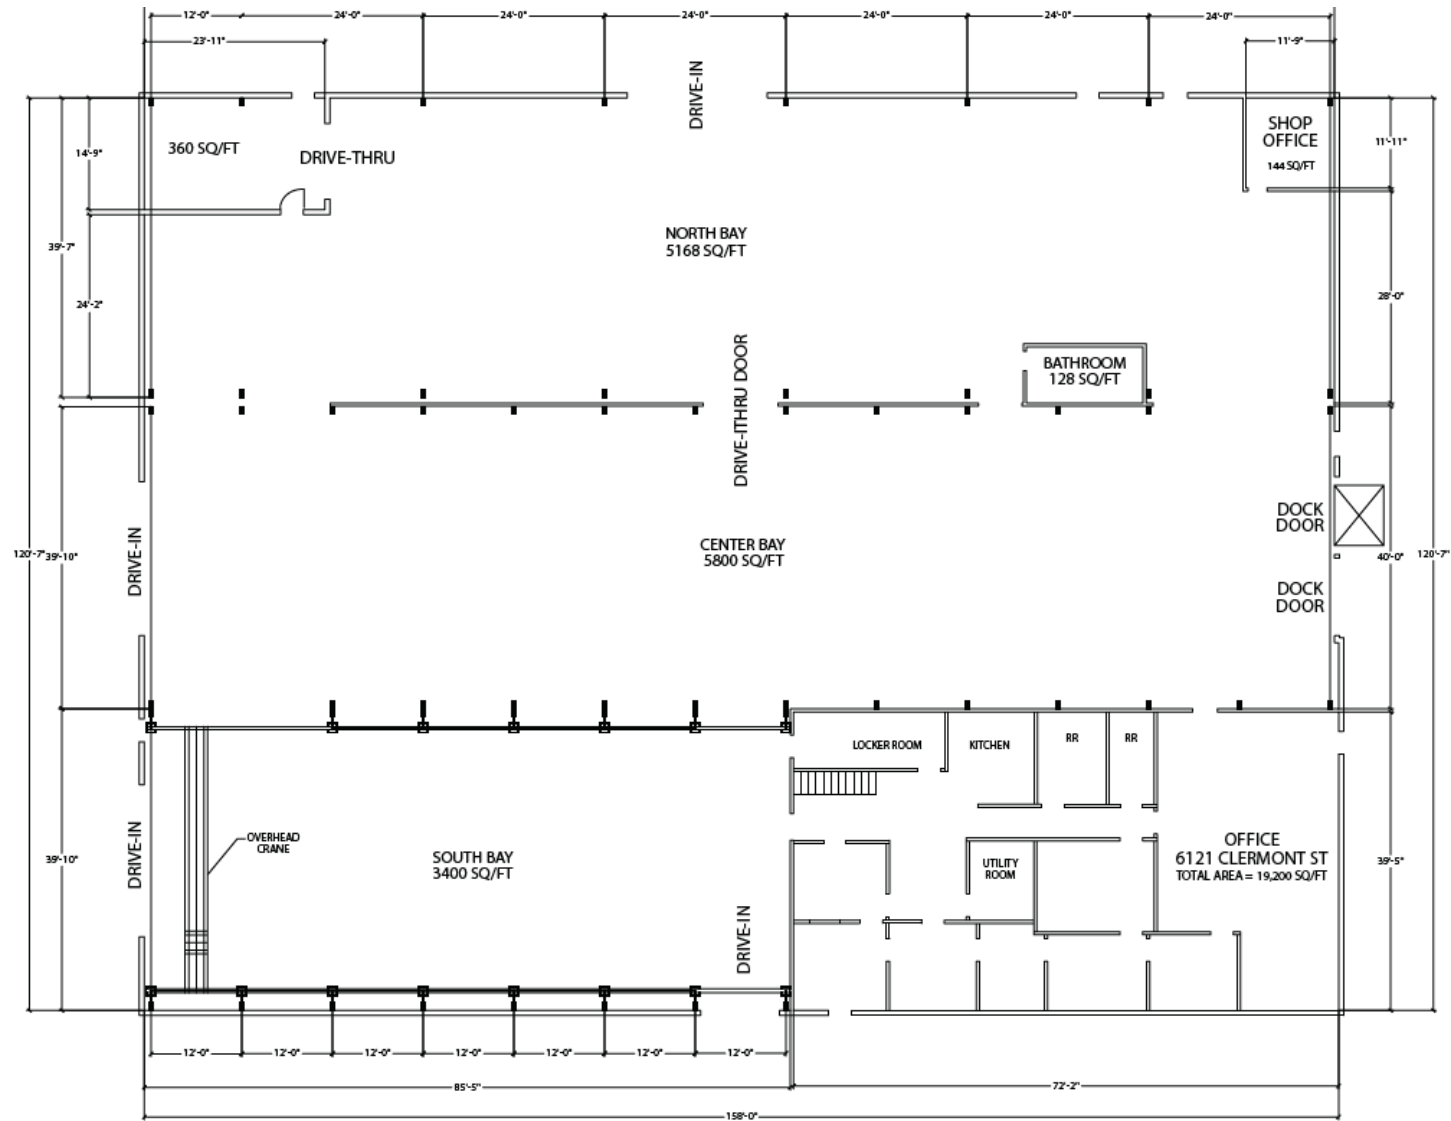 12'-0" 24'-0" 24'-0" 24'-0" 24'-0" 24'-0" 24'-0"
23'-11" 11'-9"
DRIVE-IN
360 SQ/FT
DRIVE-THRU
SHOP
OFFICE
144 SQ/FT
14'-9"
11'-11"
NORTH BAY
5168 SQ/FT
39'-7"
24'-2"
28'-0"
DRIVE-ITHRU DOOR
BATHROOM
128 SQ/FT
DOCK
DOOR
CENTER BAY
5800 SQ/FT
120'-7"
39'-10"
DRIVE-IN
40'-0"
120'-7"
DOCK
DOOR
LOCKER ROOM
KITCHEN
RR
RR
OVERHEAD
CRANE
DRIVE-IN
39'-10"
SOUTH BAY
3400 SQ/FT
UTILITY
ROOM
OFFICE
6121 CLERMONT ST
TOTAL AREA = 19,200 SQ/FT
39'-5"
DRIVE-IN
12'-0" 12'-0" 12'-0" 12'-0" 12'-0" 12'-0" 12'-0"
85'-5"
72'-2"
158'-0"